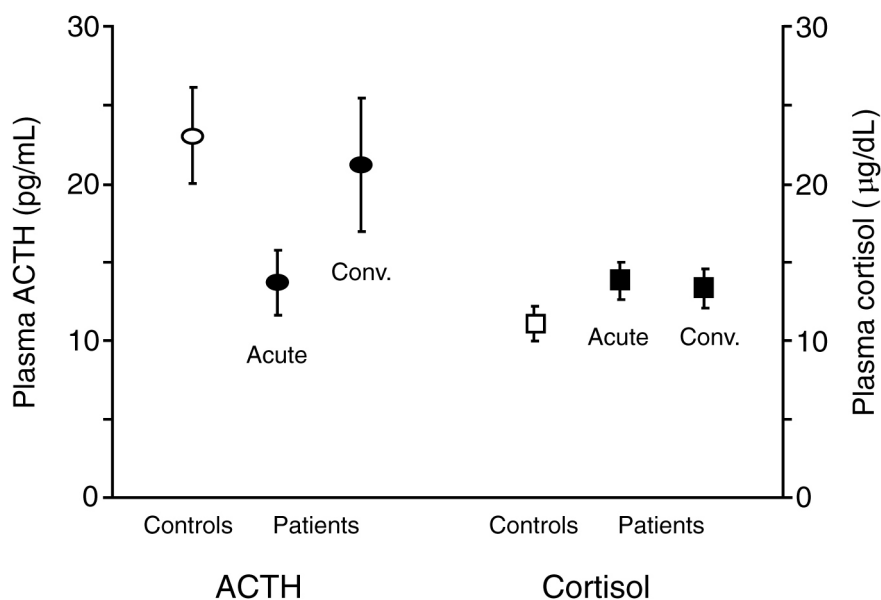 30
20
10
0
Plasma ACTH (pg/mL)
30
20
10
0
Plasma cortisol ( μg/dL)
Conv.
Acute
Acute Conv.
Controls Patients Controls Patients
ACTH Cortisol